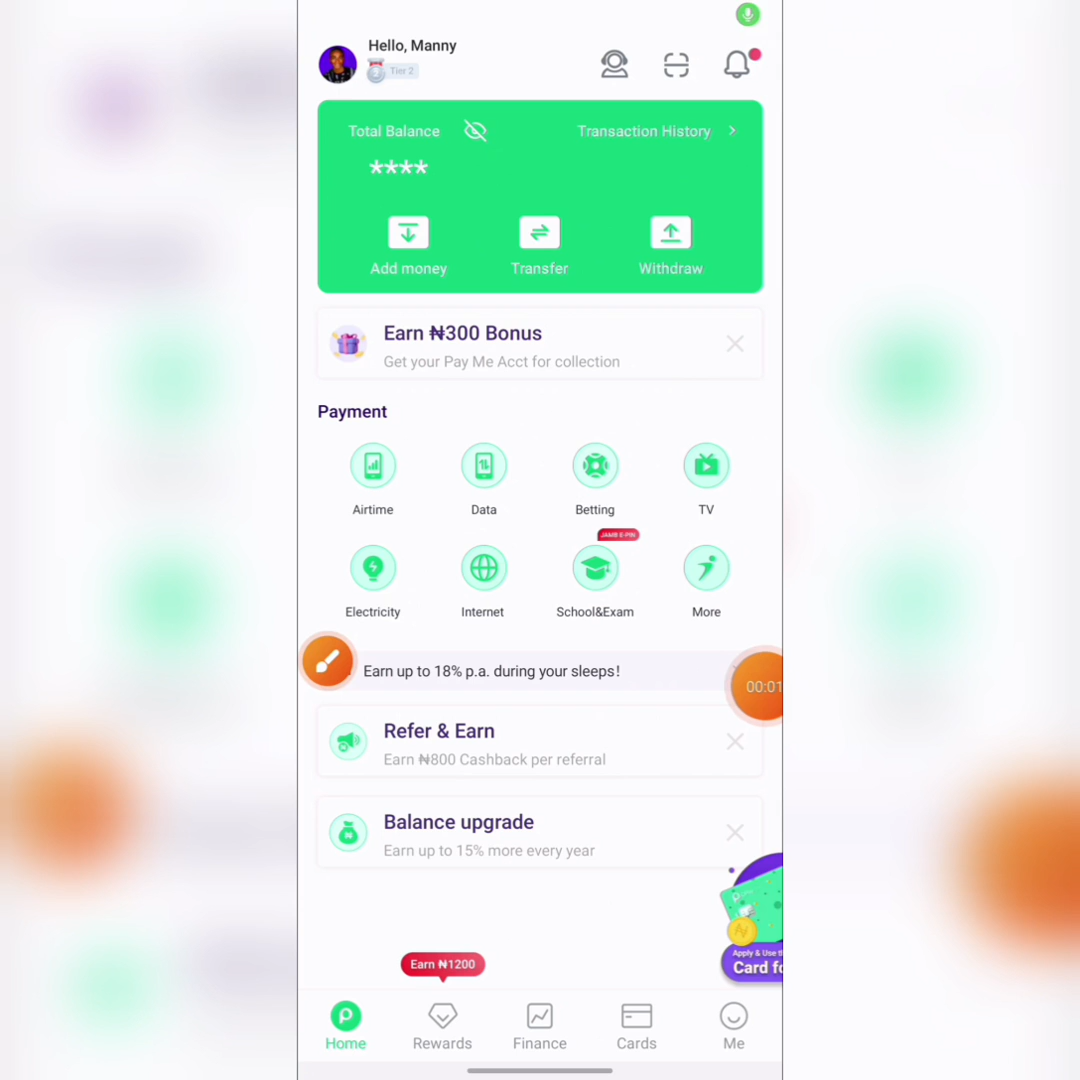 Hello, Manny
2
Tier 2
Total Balance
Transaction History
****
Add money
Transfer
Withdraw
Earn ₦300 Bonus
Get your Pay Me Acct for collection
Payment
Airtime
Data
Betting
TV
JAMB E-PIN
Electricity
Internet
School&Exam
More
Earn up to 18% p.a. during your sleeps!
00:01
Refer & Earn
Earn ₦800 Cashback per referral
Balance upgrade
Earn up to 15% more every year
Apply & Use
Card
Earn ₦1200
Home
Rewards
Finance
Cards
Me